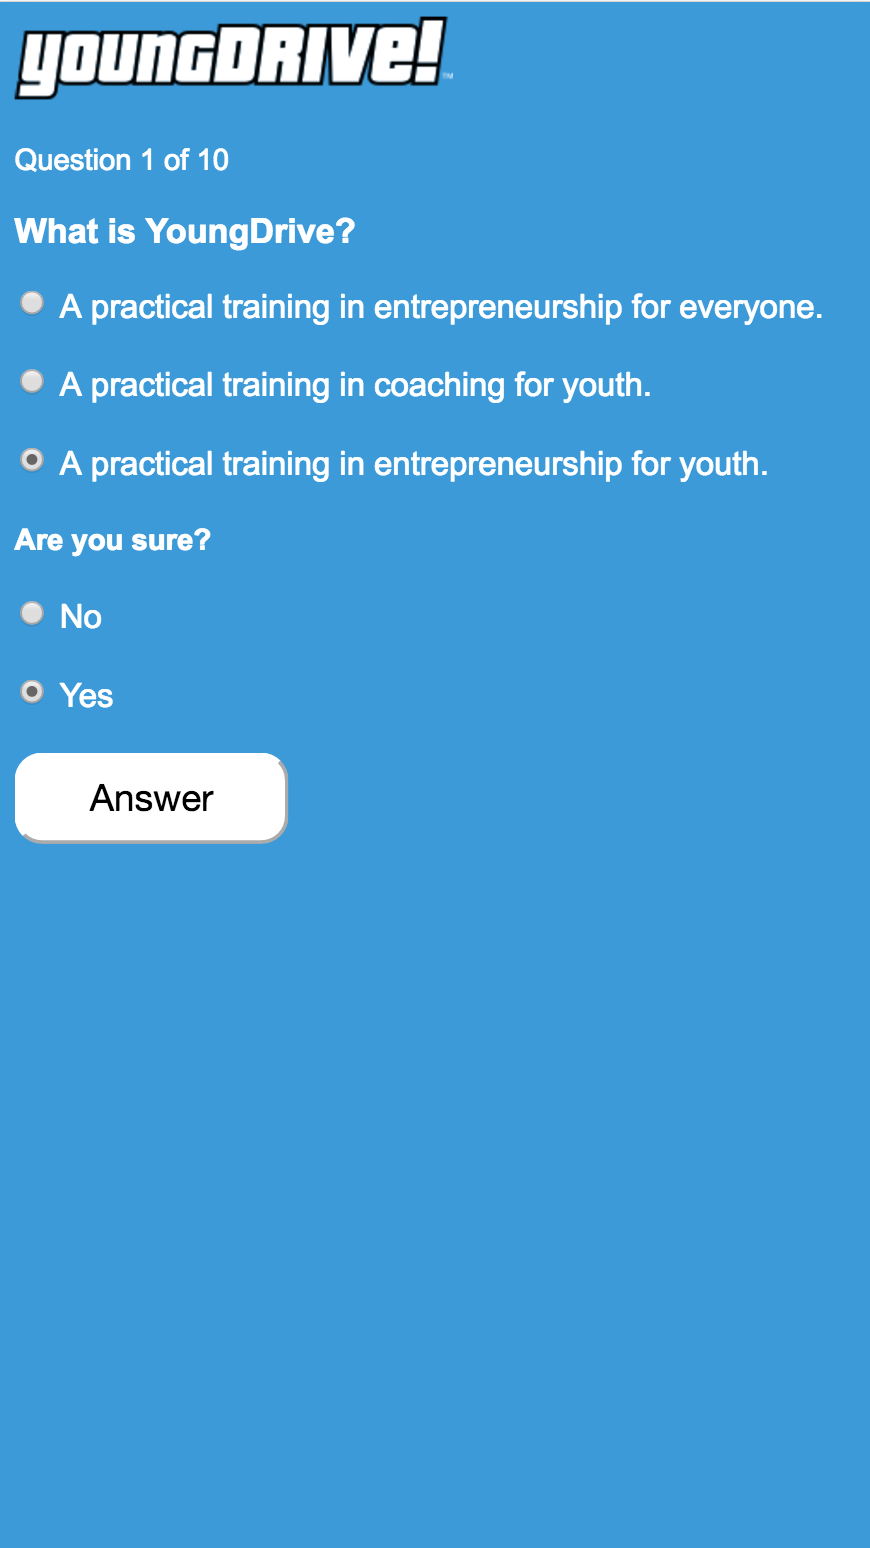 youngDRIVE!™
Question 1 of 10
What is YoungDrive?
A practical training in entrepreneurship for everyone.
A practical training in coaching for youth.
A practical training in entrepreneurship for youth.
Are you sure?
No
Yes
Answer